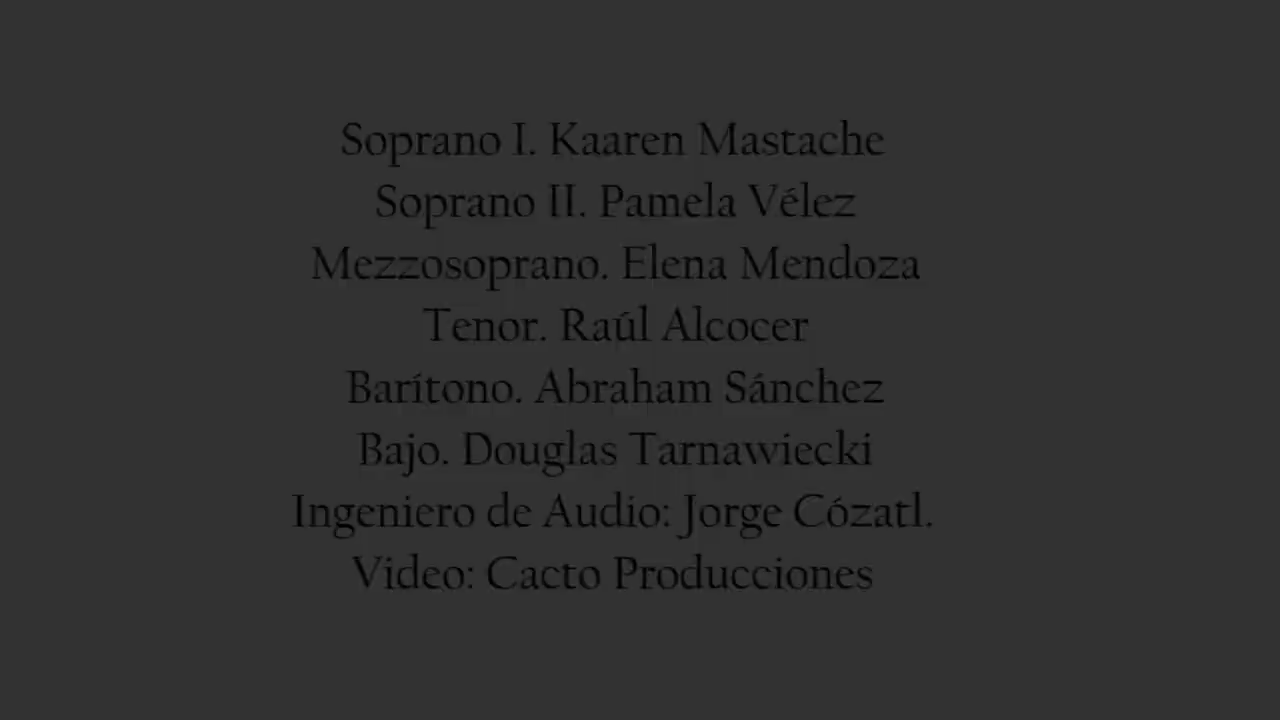 Soprano I. Kaaren Mastache
Soprano II. Pamela Vélez
Mezzosoprano. Elena Mendoza
Tenor. Raúl Alcocer
Barítono. Abraham Sánchez
Bajo. Douglas Tarnawiecki
Ingeniero de Audio: Jorge Cózatl.
Video: Cacto Producciones